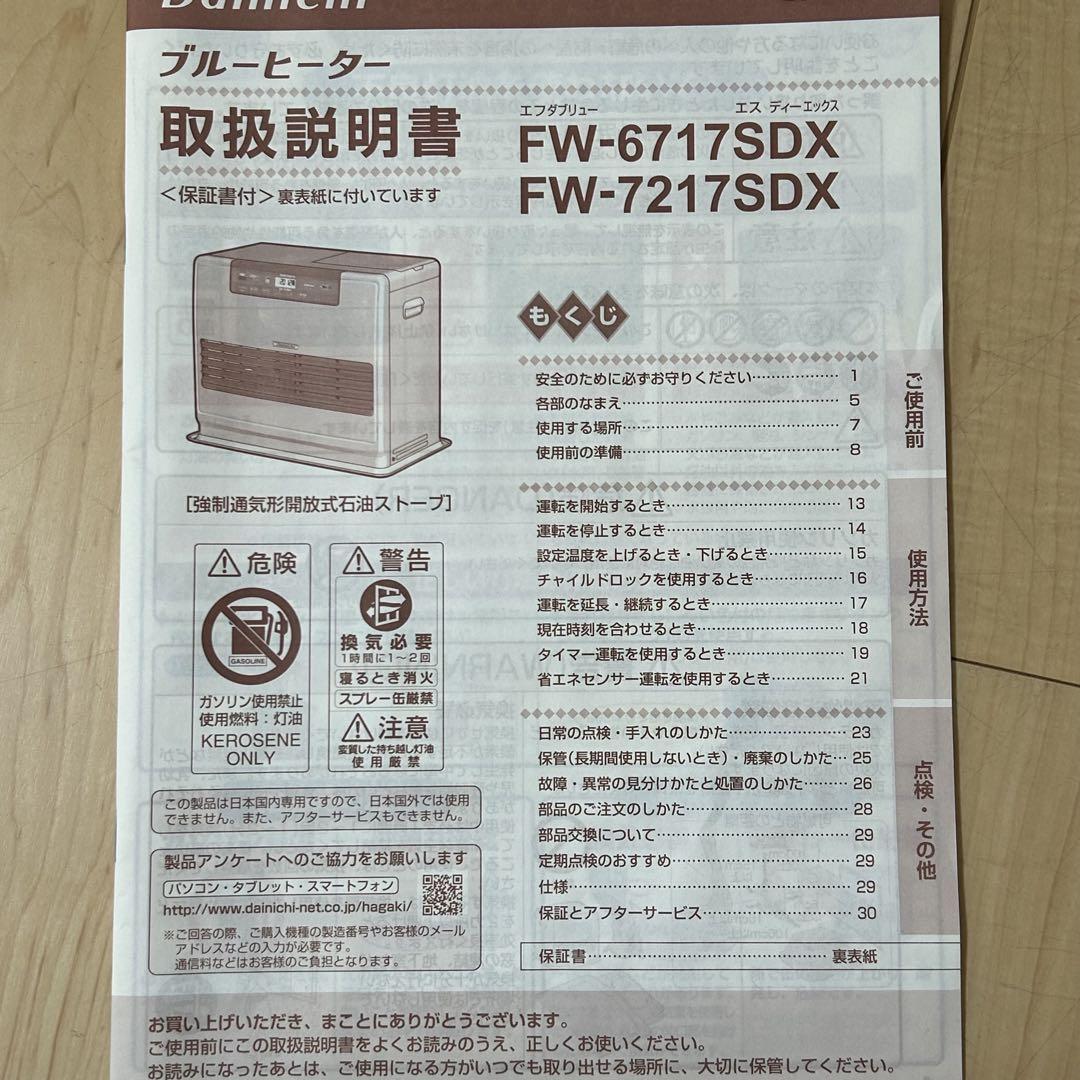 Dainichi
ブルーヒーター
取扱説明書
＜保証書付＞裏表紙に付いています
エフダブリュー エス ディーエックス
FW-6717SDX
FW-7217SDX
［強制通気形開放式石油ストーブ］
危険
GASOLINE
ガソリン使用禁止
使用燃料：灯油
KEROSENE
ONLY
警告
換気必要
1時間に1～2回
寝るとき消火
スプレー缶厳禁
注意
変質した持ち越し灯油
使用厳禁
この製品は日本国内専用ですので、日本国外では使用
できません。また、アフターサービスもできません。
製品アンケートへのご協力をお願いします
パソコン・タブレット・スマートフォン
http://www.dainichi-net.co.jp/hagaki/
※ご回答の際、ご購入機種の製造番号やお客様のメール
アドレスなどの入力が必要です。
通信料などはお客様のご負担となります。
もくじ
安全のために必ずお守りください…………… 1
各部のなまえ…………………………………… 5
使用する場所…………………………………… 7
使用前の準備…………………………………… 8
ご使用前
運転を開始するとき…………………………… 13
運転を停止するとき…………………………… 14
設定温度を上げるとき・下げるとき………… 15
チャイルドロックを使用するとき…………… 16
運転を延長・継続するとき…………………… 17
現在時刻を合わせるとき……………………… 18
タイマー運転を使用するとき………………… 19
省エネセンサー運転を使用するとき………… 21
使用方法
日常の点検・手入れのしかた………………… 23
保管（長期間使用しないとき）・廃棄のしかた… 25
故障・異常の見分けかたと処置のしかた…… 26
部品のご注文のしかた………………………… 28
部品交換について……………………………… 29
定期点検のおすすめ…………………………… 29
仕様……………………………………………… 29
保証とアフターサービス……………………… 30
点検・その他
保証書…………………………………………… 裏表紙
お買い上げいただき、まことにありがとうございます。
ご使用前にこの取扱説明書をよくお読みのうえ、正しくお使いください。
お読みになったあとは、ご使用になる方がいつでも取り出せる場所に、大切に保管してください。